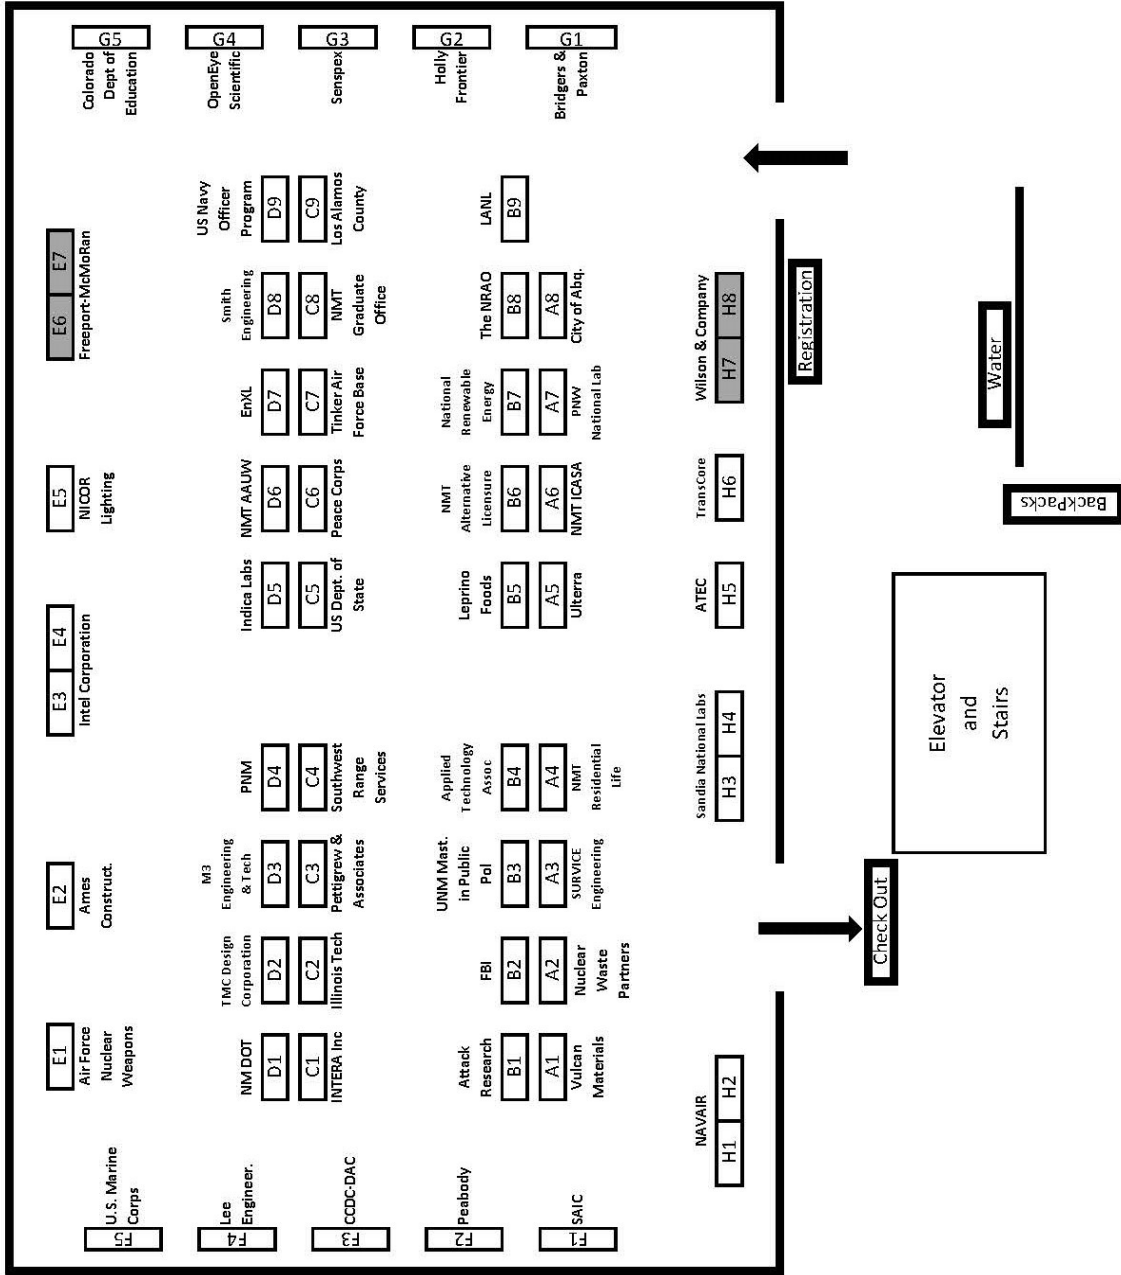 G5
Colorado
Dept of
Education
G4
OpenEye
Scientific
G3
Senspex
G2
Holly
Frontier
G1
Bridgers &
Paxton
E7
E6
Freeport-McMoRan
E5
NICOR
Lighting
E4
E3
Intel Corporation
E2
Ames
Construct.
E1
Air Force
Nuclear
Weapons
US Navy
Officer
Program
D9
C9
Los Alamos
County
Smith
Engineering
D8
C8
NMT
Graduate
Office
EnXL
D7
C7
Tinker Air
Force Base
NMT AAUW
D6
C6
Peace Corps
Indica Labs
D5
C5
US Dept. of
State
PNM
D4
C4
Southwest
Range
Services
M3
Engineering
& Tech
D3
C3
Pettigrew &
Associates
TMC Design
Corporation
D2
C2
Illinois Tech
NM DOT
D1
C1
INTERA Inc
LANL
B9
The NRAO
B8
A8
City of Abq.
National
Renewable
Energy
B7
A7
PNW
National Lab
NMT
Alternative
Licensure
B6
A6
NMT ICASA
Leprino
Foods
B5
A5
Ulterra
Applied
Technology
Assoc
B4
A4
NMT
Residential
Life
UNM Mast.
in Public
Pol
B3
A3
SURVICE
Engineering
FBI
B2
A2
Nuclear
Waste
Partners
Attack
Research
B1
A1
Vulcan
Materials
Wilson & Company
H8
H7
TransCore
H6
ATEC
H5
Sandia National Labs
H4
H3
NAVAIR
H2
H1
U.S. Marine
Corps
F5
Lee
Engineer.
F4
CCDC-DAC
F3
Peabody
F2
SAIC
F1
Registration
Water
BackPacks
Elevator
and
Stairs
Check Out